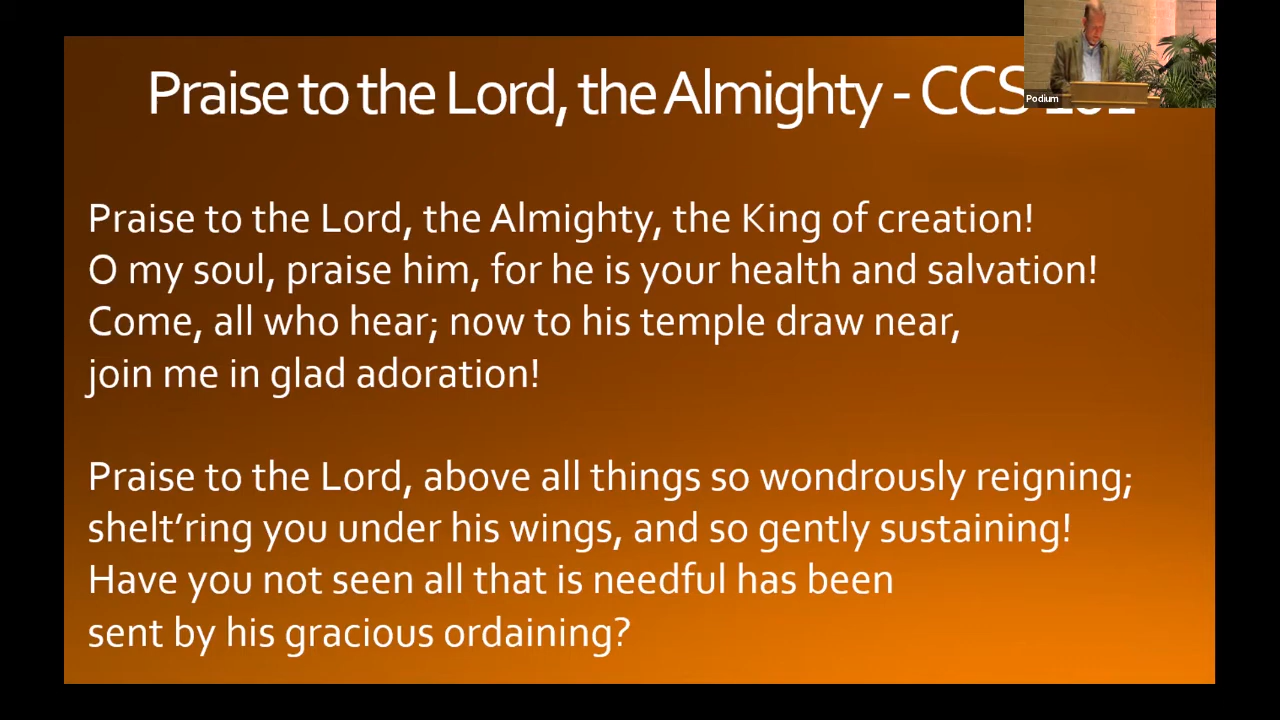 Praise to the Lord, the Almighty - CCS
Podium
Praise to the Lord, the Almighty, the King of creation!
O my soul, praise him, for he is your health and salvation!
Come, all who hear; now to his temple draw near,
join me in glad adoration!
Praise to the Lord, above all things so wondrously reigning;
shelt’ring you under his wings, and so gently sustaining!
Have you not seen all that is needful has been
sent by his gracious ordaining?